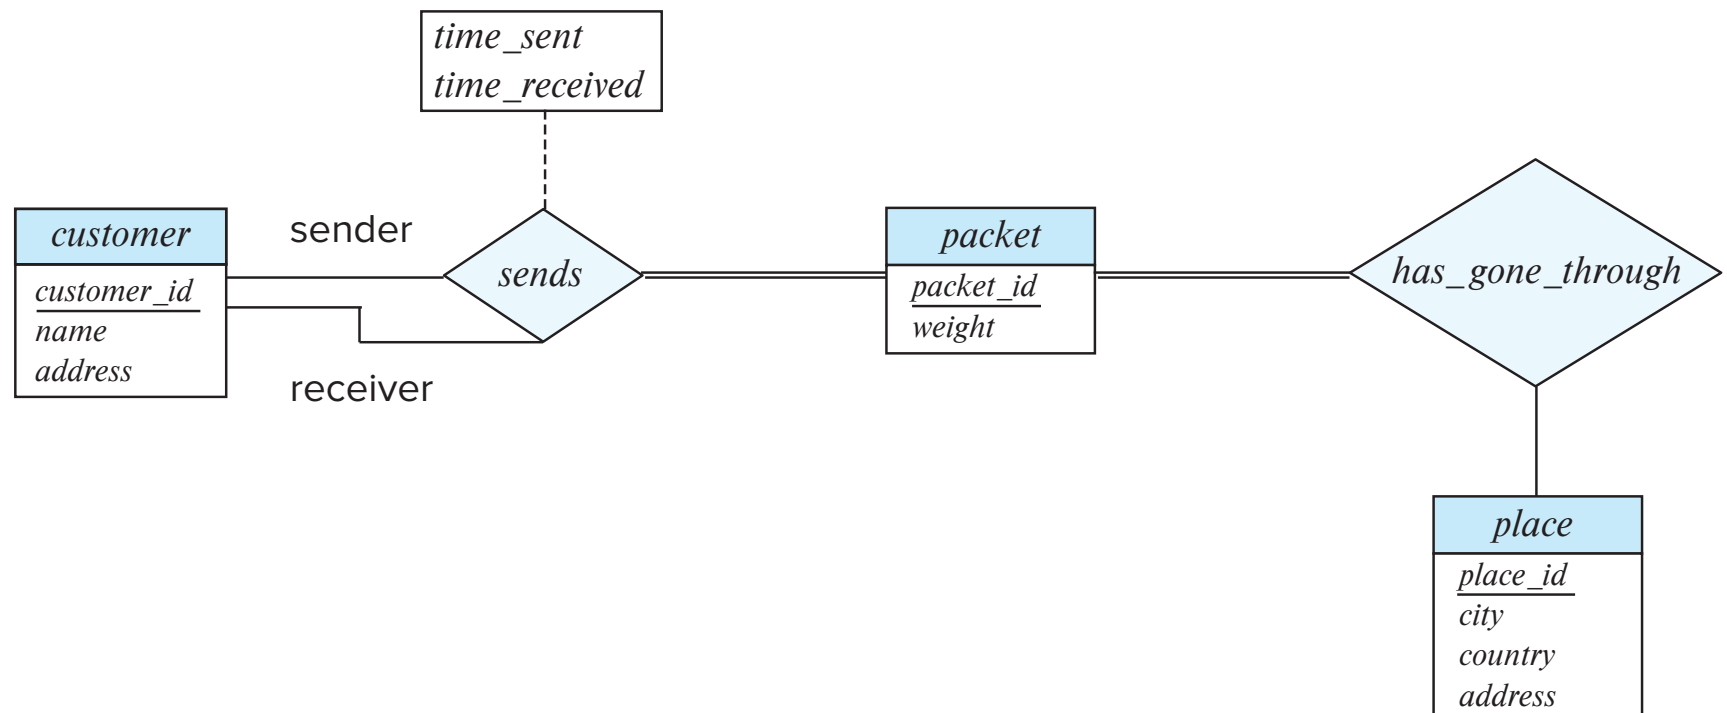 time_sent
time_received
customer
customer_id
name
address
sender
receiver
sends
packet
packet_id
weight
has_gone_through
place
place_id
city
country
address